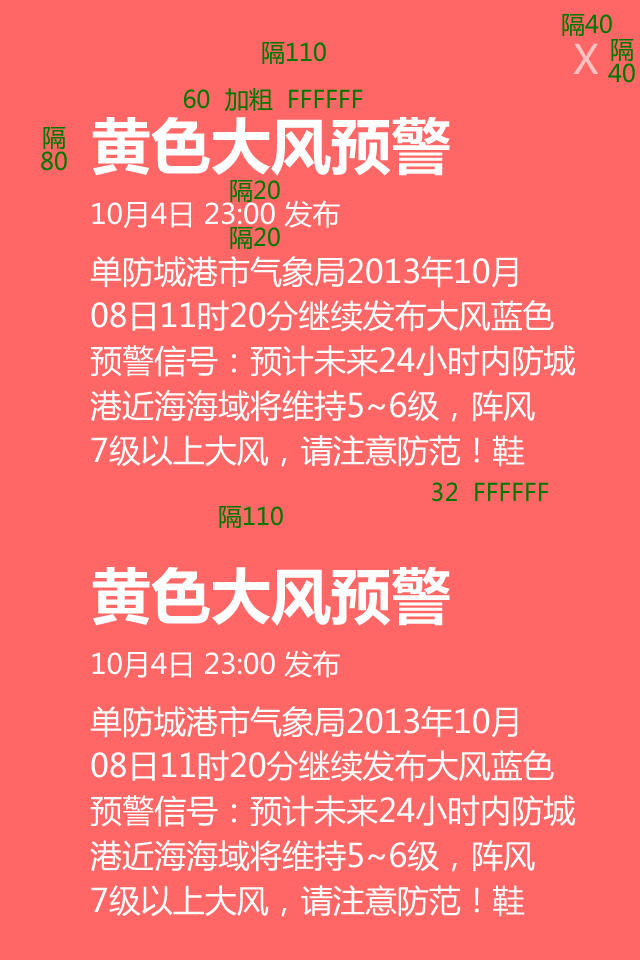 隔40
隔110
X
隔
40
60 加粗 FFFFFF
隔
80
黄色大风预警
隔20
10月4日 23:00 发布
隔20
单防城港市气象局2013年10月
08日11时20分继续发布大风蓝色
预警信号：预计未来24小时内防城
港近海海域将维持5~6级，阵风
7级以上大风，请注意防范！鞋
32 FFFFFF
隔110
黄色大风预警
10月4日 23:00 发布
单防城港市气象局2013年10月
08日11时20分继续发布大风蓝色
预警信号：预计未来24小时内防城
港近海海域将维持5~6级，阵风
7级以上大风，请注意防范！鞋